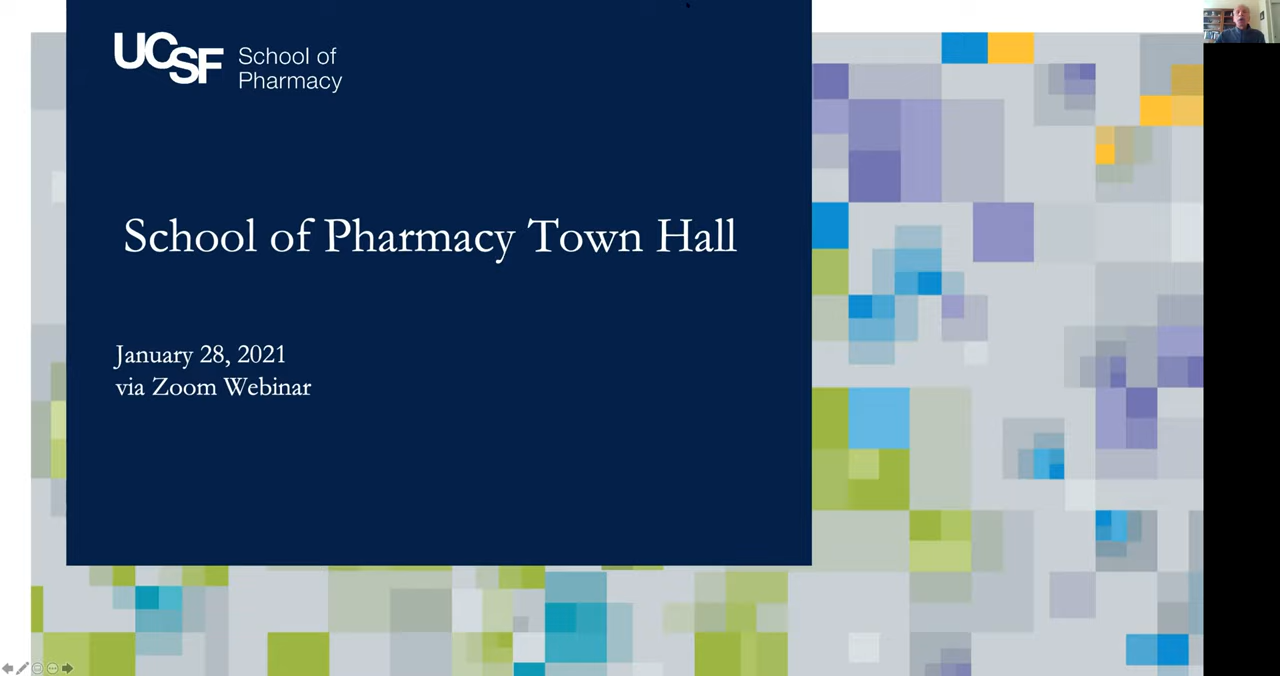 UCSF School of
Pharmacy
School of Pharmacy Town Hall
January 28, 2021
via Zoom Webinar